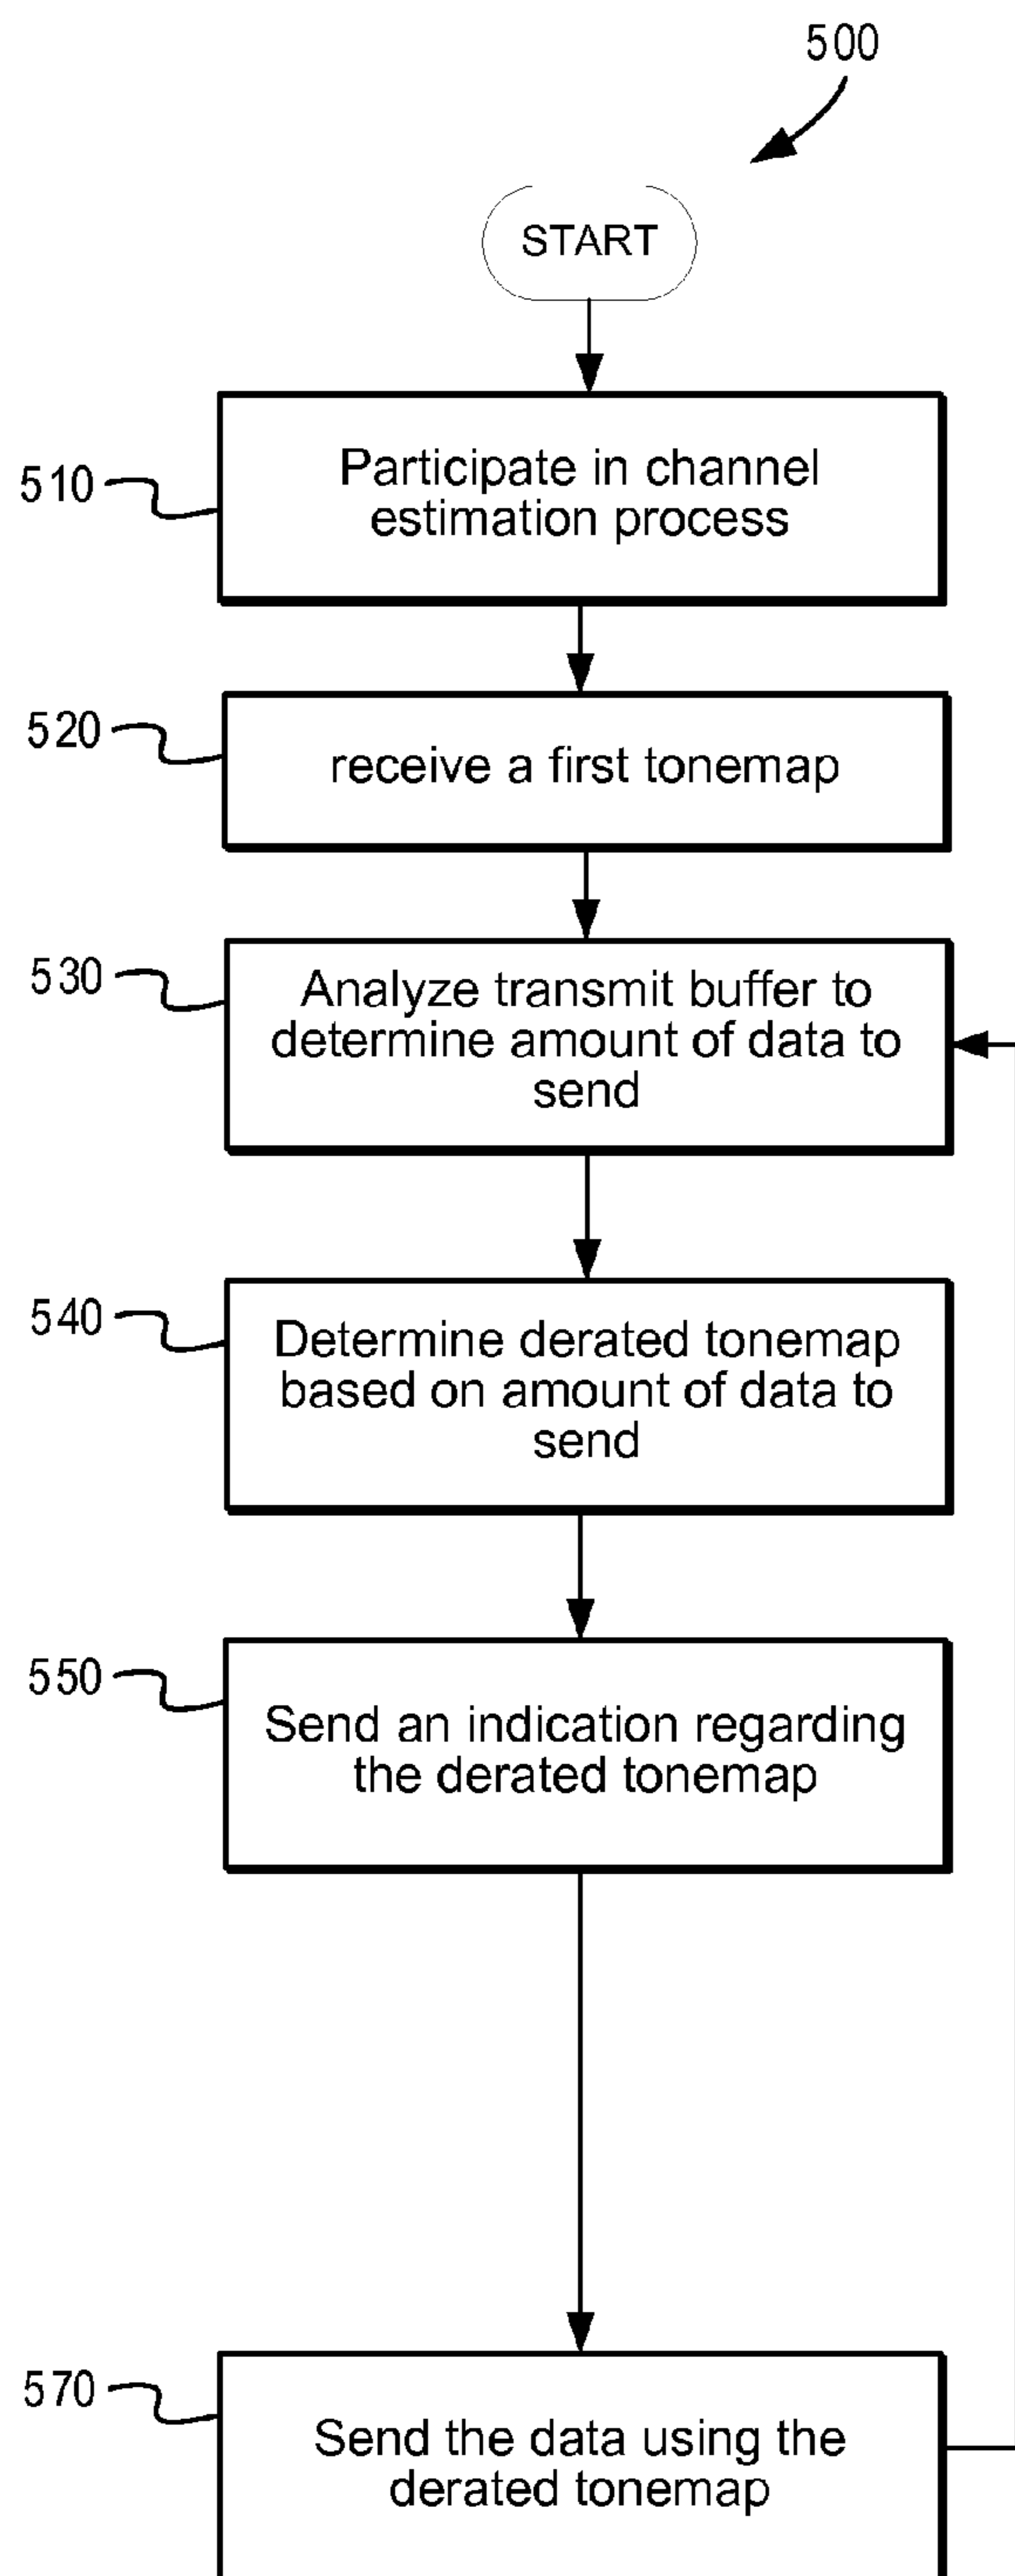 500
START
510
Participate in channel
estimation process
520
receive a first tonemap
530
Analyze transmit buffer to
determine amount of data to
send
540
Determine derated tonemap
based on amount of data to
send
550
Send an indication regarding
the derated tonemap
570
Send the data using the
derated tonemap